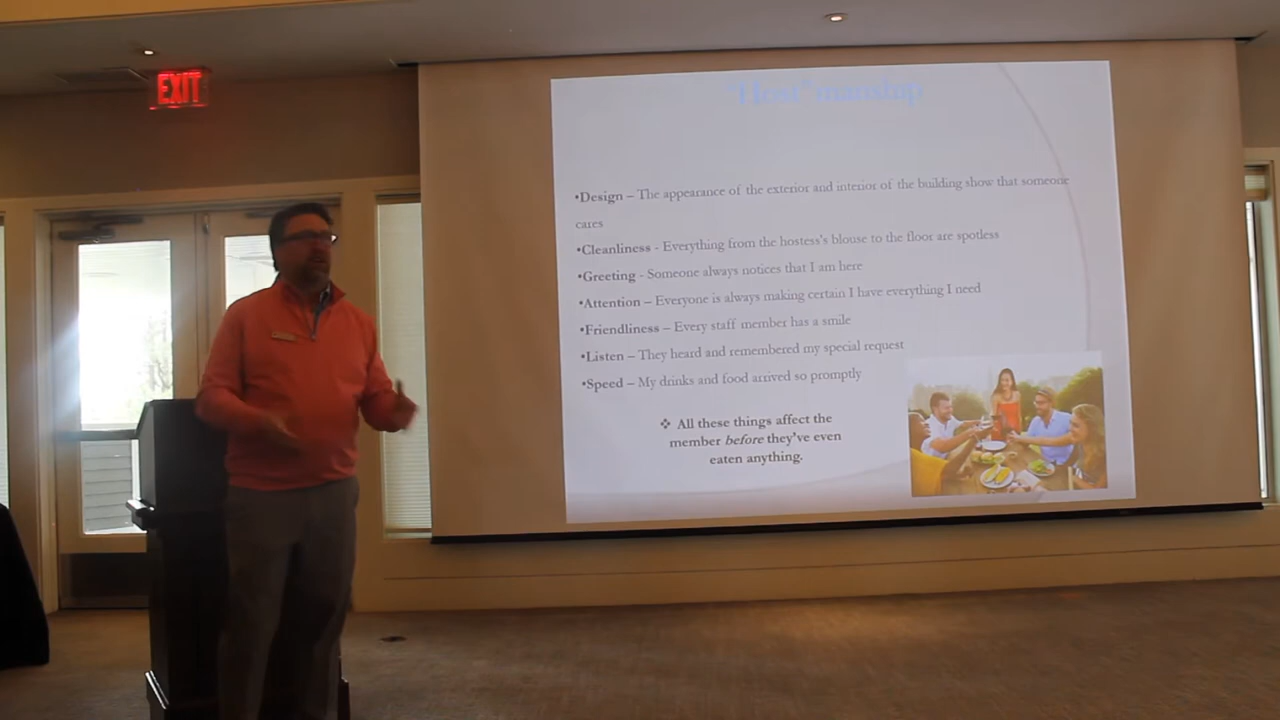 EXIT
"Host" mantup
•Design – The appearance of the exterior and interior of the building show that someone
cares
•Cleanliness - Everything from the hostess's blouse to the floor are spotless
•Greeting - Someone always notices that I am here
•Attention – Everyone is always making certain I have everything I need
•Friendliness – Every staff member has a smile
•Listen – They heard and remembered my special request
•Speed – My drinks and food arrived so promptly
❖ All these things affect the
member before they've even
eaten anything.